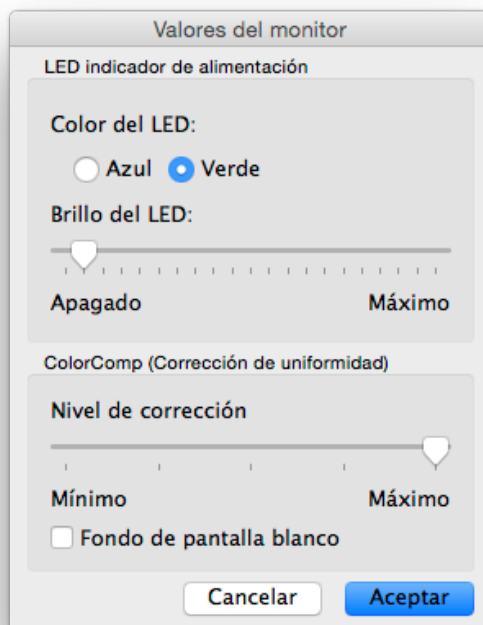 Valores del monitor
LED indicador de alimentación
Color del LED:
Azul Verde
Brillo del LED:
Apagado Máximo
ColorComp (Corrección de uniformidad)
Nivel de corrección
Mínimo Máximo
Fondo de pantalla blanco
Cancelar Aceptar